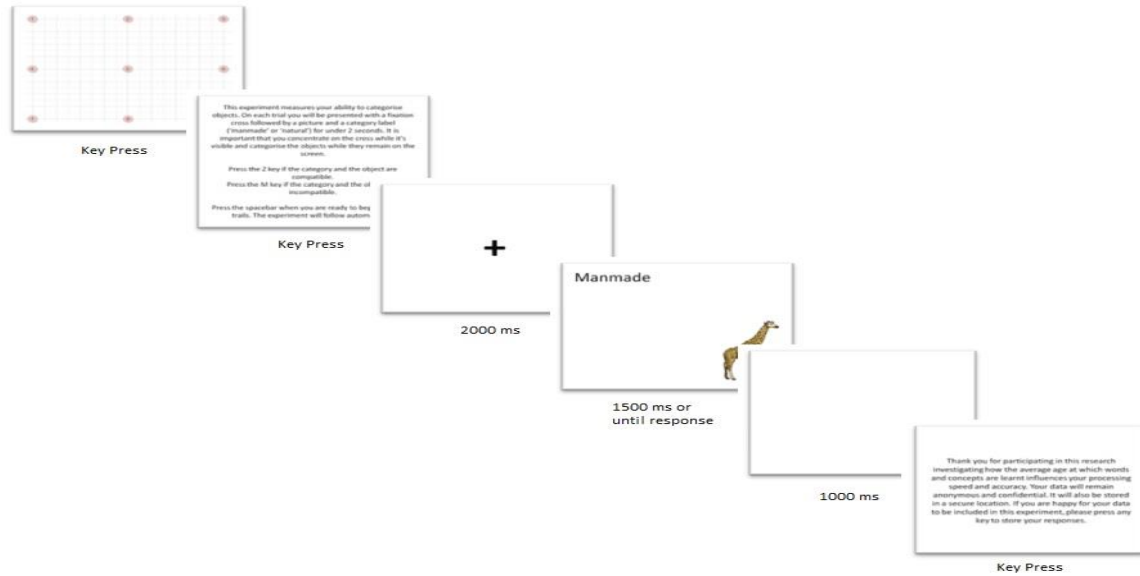 Key Press
This experiment measures your ability to categorise
objects. On each trial you will be presented with a fixation
cross followed by a picture and a category label
('manmade' or 'natural') for under 2 seconds. It is
important that you concentrate on the cross while it's
visible and categorise the objects while they remain on the
screen.
Press the Z key if the category and the object are
compatible.
Press the M key if the category and the
incompatible.
Press the spacebar when you are ready to
trails. The experiment will follow
Key Press
+
2000 ms
Manmade
1500 ms or
until response
1000 ms
Thank you for participating in this research
investigating how the average age at which words
and concepts are learnt influences your processing
speed and accuracy. Your data will remain
anonymous and confidential. It will also be stored
in a secure location. If you are happy for your data
to be included in this experiment, please press any
key to store your responses.
Key Press